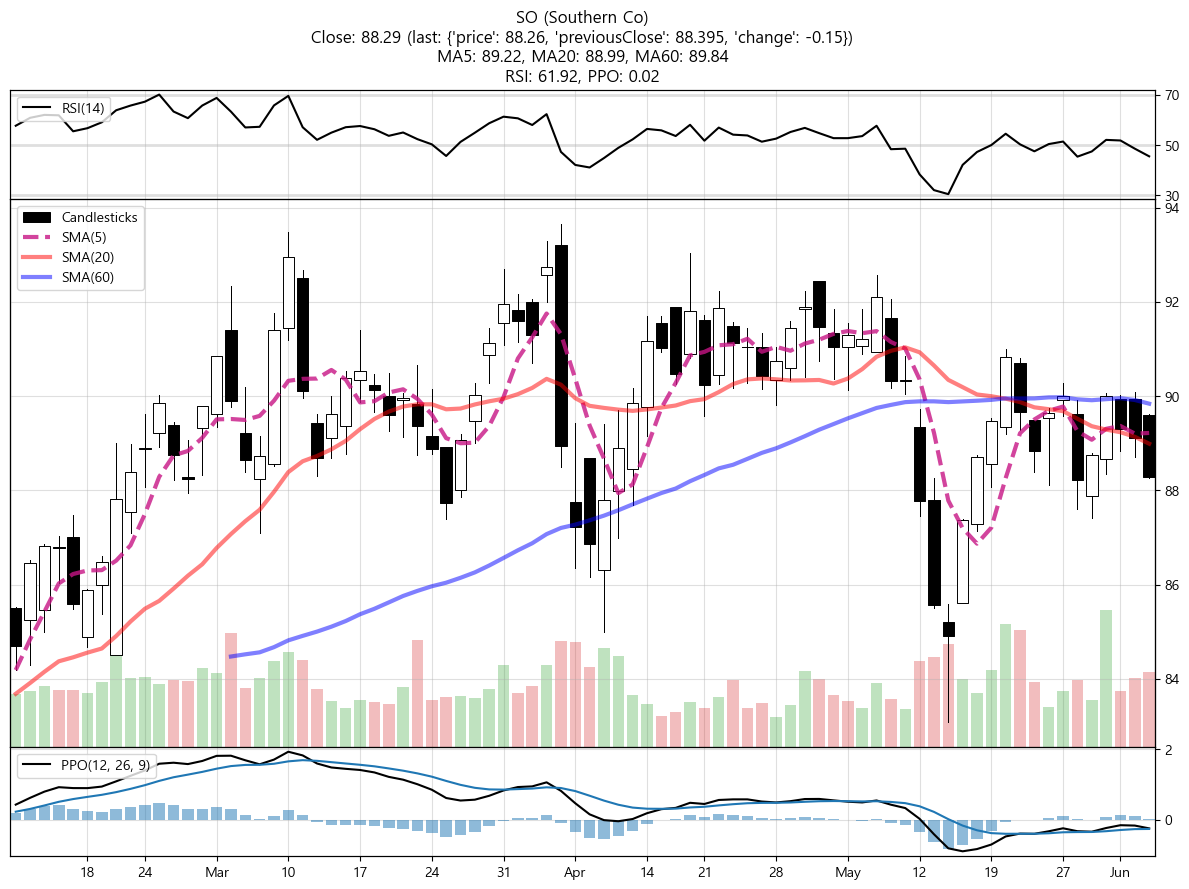 SO (Southern Co)
Close: 88.29 (last: {'price': 88.26, 'previousClose': 88.395, 'change': -0.15})
MA5: 89.22, MA20: 88.99, MA60: 89.84
RSI: 61.92, PPO: 0.02
RSI(14)
70
50
30
Candlesticks
SMA(5)
SMA(20)
SMA(60)
94
92
90
88
86
84
PPO(12, 26, 9)
2
0
18 24 Mar 10 17 24 31 Apr 14 21 28 May 12 19 27 Jun